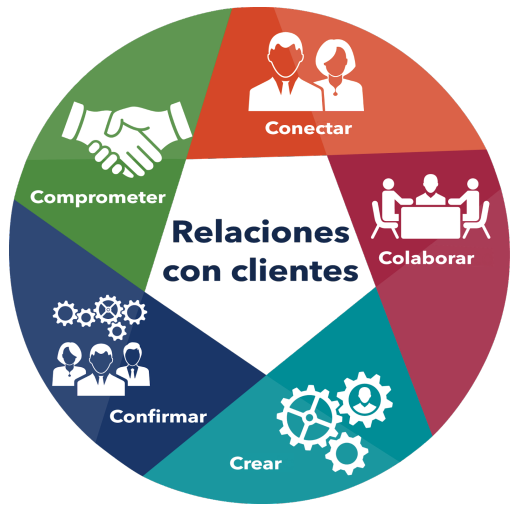 Conectar
Comprometer
Relaciones
con clientes
Colaborar
Confirmar
Crear